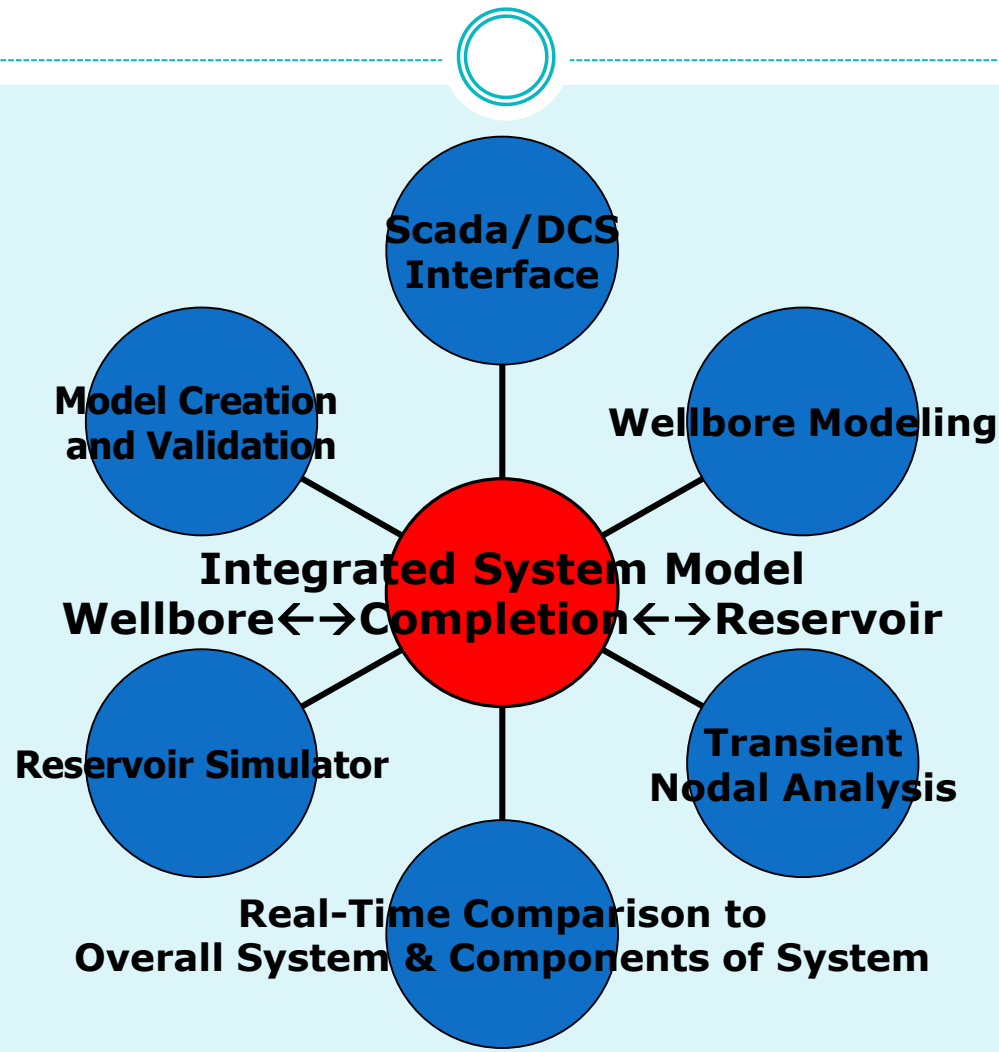 Scada/DCS
Interface
Model Creation
and Validation
Wellbore Modeling
Integrated System Model
Wellbore←→Completion←→Reservoir
Reservoir Simulator
Transient
Nodal Analysis
Real-Time Comparison to
Overall System & Components of System